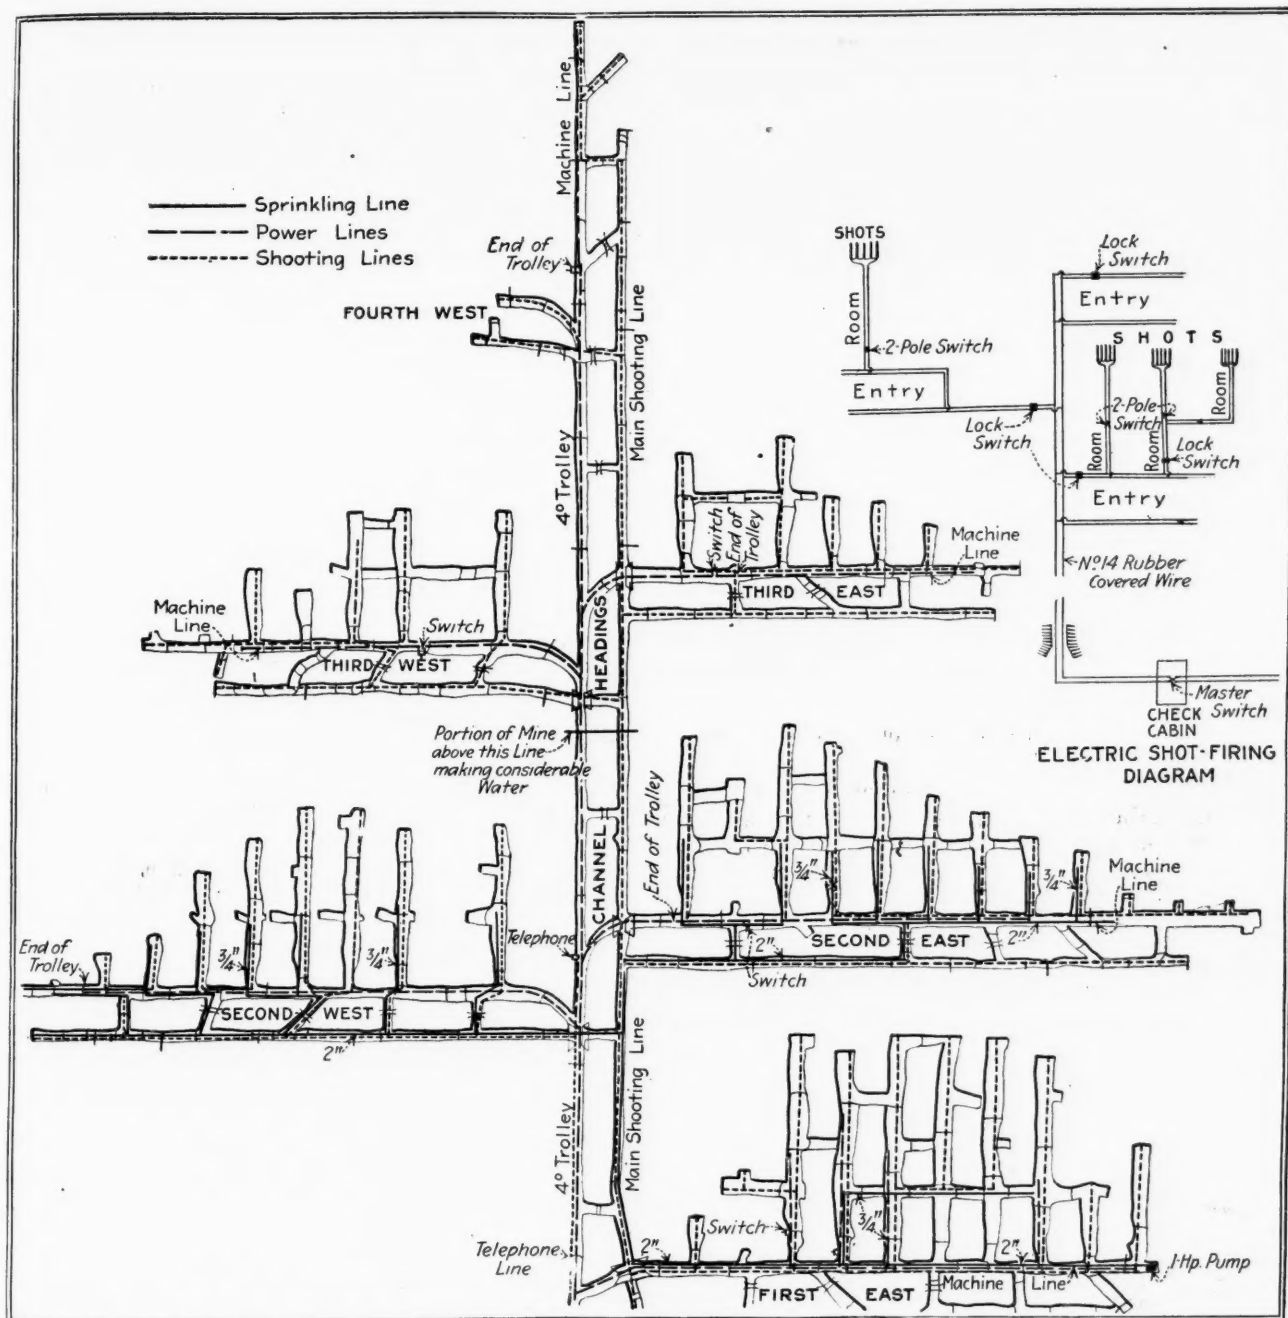 Machine Line
Sprinkling Line
Power Lines
Shooting Lines
End of
Trolley
FOURTH WEST
Main Shooting Line
4º Trolley
SHOTS
Room
2-Pole Switch
Entry
Lock
Switch
Lock
Switch
Entry
SHOTS
2-Pole
Switch
Room
Room
Room
Lock
Switch
Entry
Nº14 Rubber
Covered Wire
Master
Switch
CHECK
CABIN
ELECTRIC SHOT-FIRING
DIAGRAM
Switch
End of
Trolley
Machine
Line
THIRD EAST
Machine
Line
Switch
THIRD WEST
HEADINGS
Portion of Mine
above this Line
making considerable
Water
CHANNEL
End of Trolley
3/4"
3/4"
Machine
Line
2"
SECOND EAST
2"
Switch
Telephone
End of
Trolley
3/4"
3/4"
SECOND WEST
2"
4º Trolley
Main Shooting Line
Telephone
Line
2"
Switch
3/4"
2"
1-Hp. Pump
FIRST EAST
Machine Line